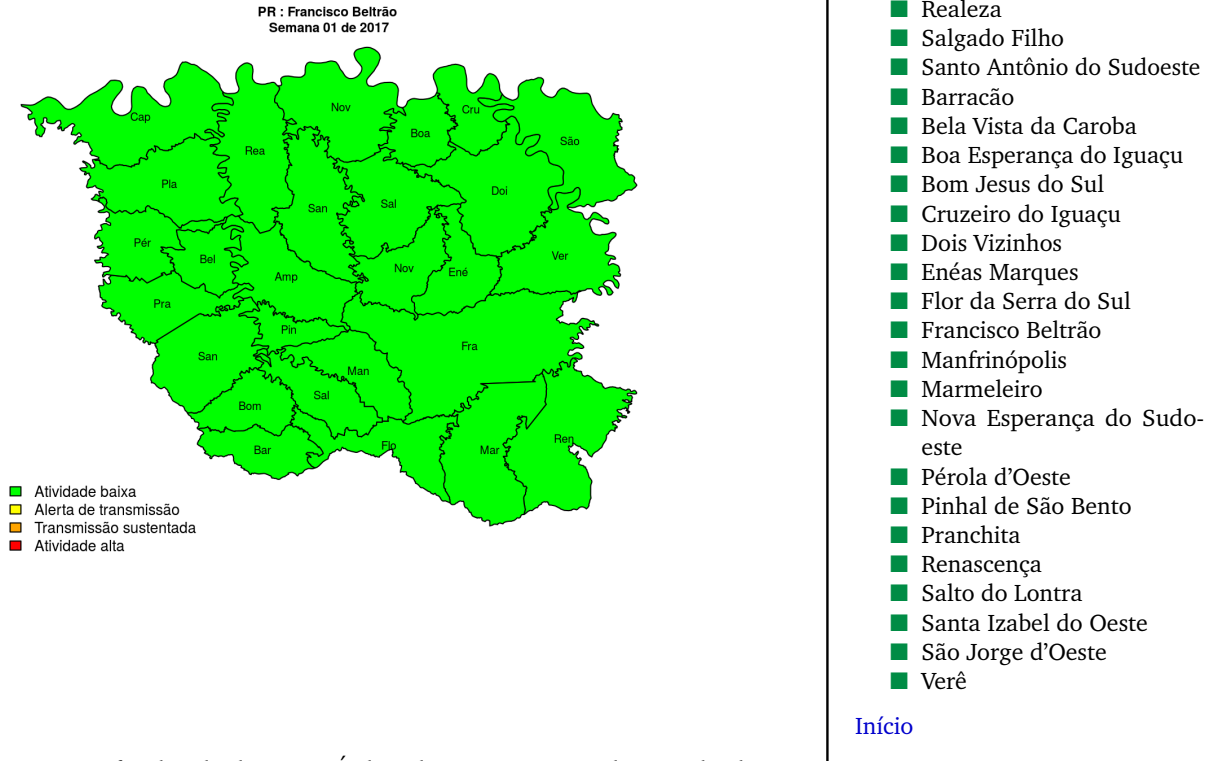 PR : Francisco Beltrão
Semana 01 de 2017
Nov
Cap
Cru
Boa
São
Rea
Pla
Doi
San
Sal
Pér
Bel
Ver
Nov
Ené
Amp
Pra
Pin
Fra
San
Man
Sal
Bom
Ren
Flo
Bar
Mar
Atividade baixa
Alerta de transmissão
Transmissão sustentada
Atividade alta
Realeza
Salgado Filho
Santo Antônio do Sudoeste
Barracão
Bela Vista da Caroba
Boa Esperança do Iguaçu
Bom Jesus do Sul
Cruzeiro do Iguaçu
Dois Vizinhos
Enéas Marques
Flor da Serra do Sul
Francisco Beltrão
Manfrinópolis
Marmeleiro
Nova Esperança do Sudo-
este
Pérola d’Oeste
Pinhal de São Bento
Pranchita
Renascença
Salto do Lontra
Santa Izabel do Oeste
São Jorge d’Oeste
Verê
Início